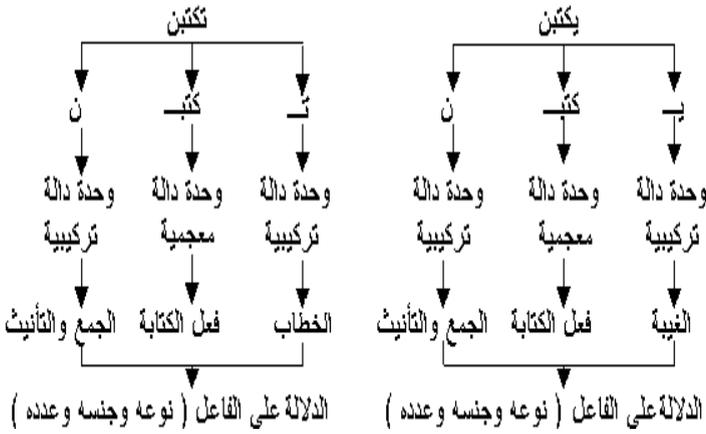 يكتبن تكتبن
يـ كتبـ ن تـ كتبـ ن
وحدة دالة وحدة دالة وحدة دالة وحدة دالة وحدة دالة وحدة دالة
تركيبية معجمية تركيبية تركيبية معجمية تركيبية
الغيبة فعل الكتابة الجمع والتأنيث الخطاب فعل الكتابة الجمع والتأنيث
الدلالة علي الفاعل ( نوعه وجنسه وعدده ) الدلالة علي الفاعل ( نوعه وجنسه وعدده )